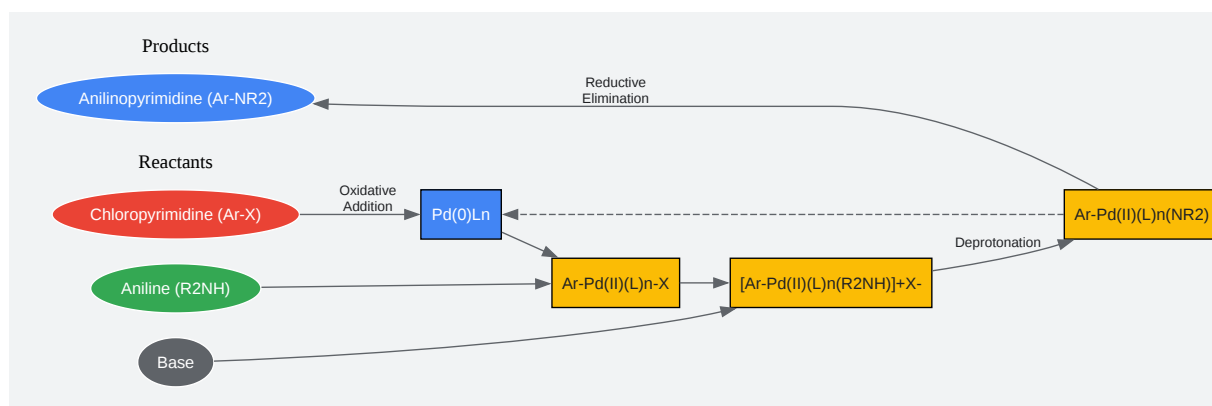 Products
Reductive
Elimination
Anilinopyrimidine (Ar-NR2)
Reactants
Oxidative
Addition
Chloropyrimidine (Ar-X)
Pd(0)Ln
Ar-Pd(II)(L)n(NR2)
Deprotonation
Aniline (R2NH)
Ar-Pd(II)(L)n-X
[Ar-Pd(II)(L)n(R2NH)]+X-
Base